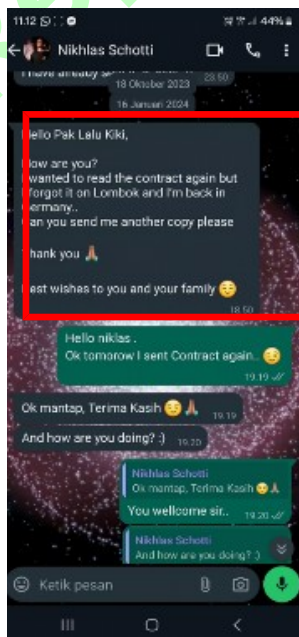 11.12
44%
Nikhlas Schotti
I have already
23.50
18 Oktober 2023
16 Januari 2024
Hello Pak Lalu Kiki,
How are you?
I wanted to read the contract again but
I forgot it on Lombok and I'm back in
Germany..
Can you send me another copy please
Thank you 🙏
Best wishes to you and your family 😊
18.50
Hello niklas .
Ok tomorow I sent Contract again.. 😊
19.19
Ok mantap, Terima Kasih 😊🙏
19.19
And how are you doing? :)
19.20
Nikhlas Schotti
Ok mantap, Terima Kasih 😊🙏
You wellcome sir..
19.20
Nikhlas Schotti
And how are you doing? :)
Ketik pesan